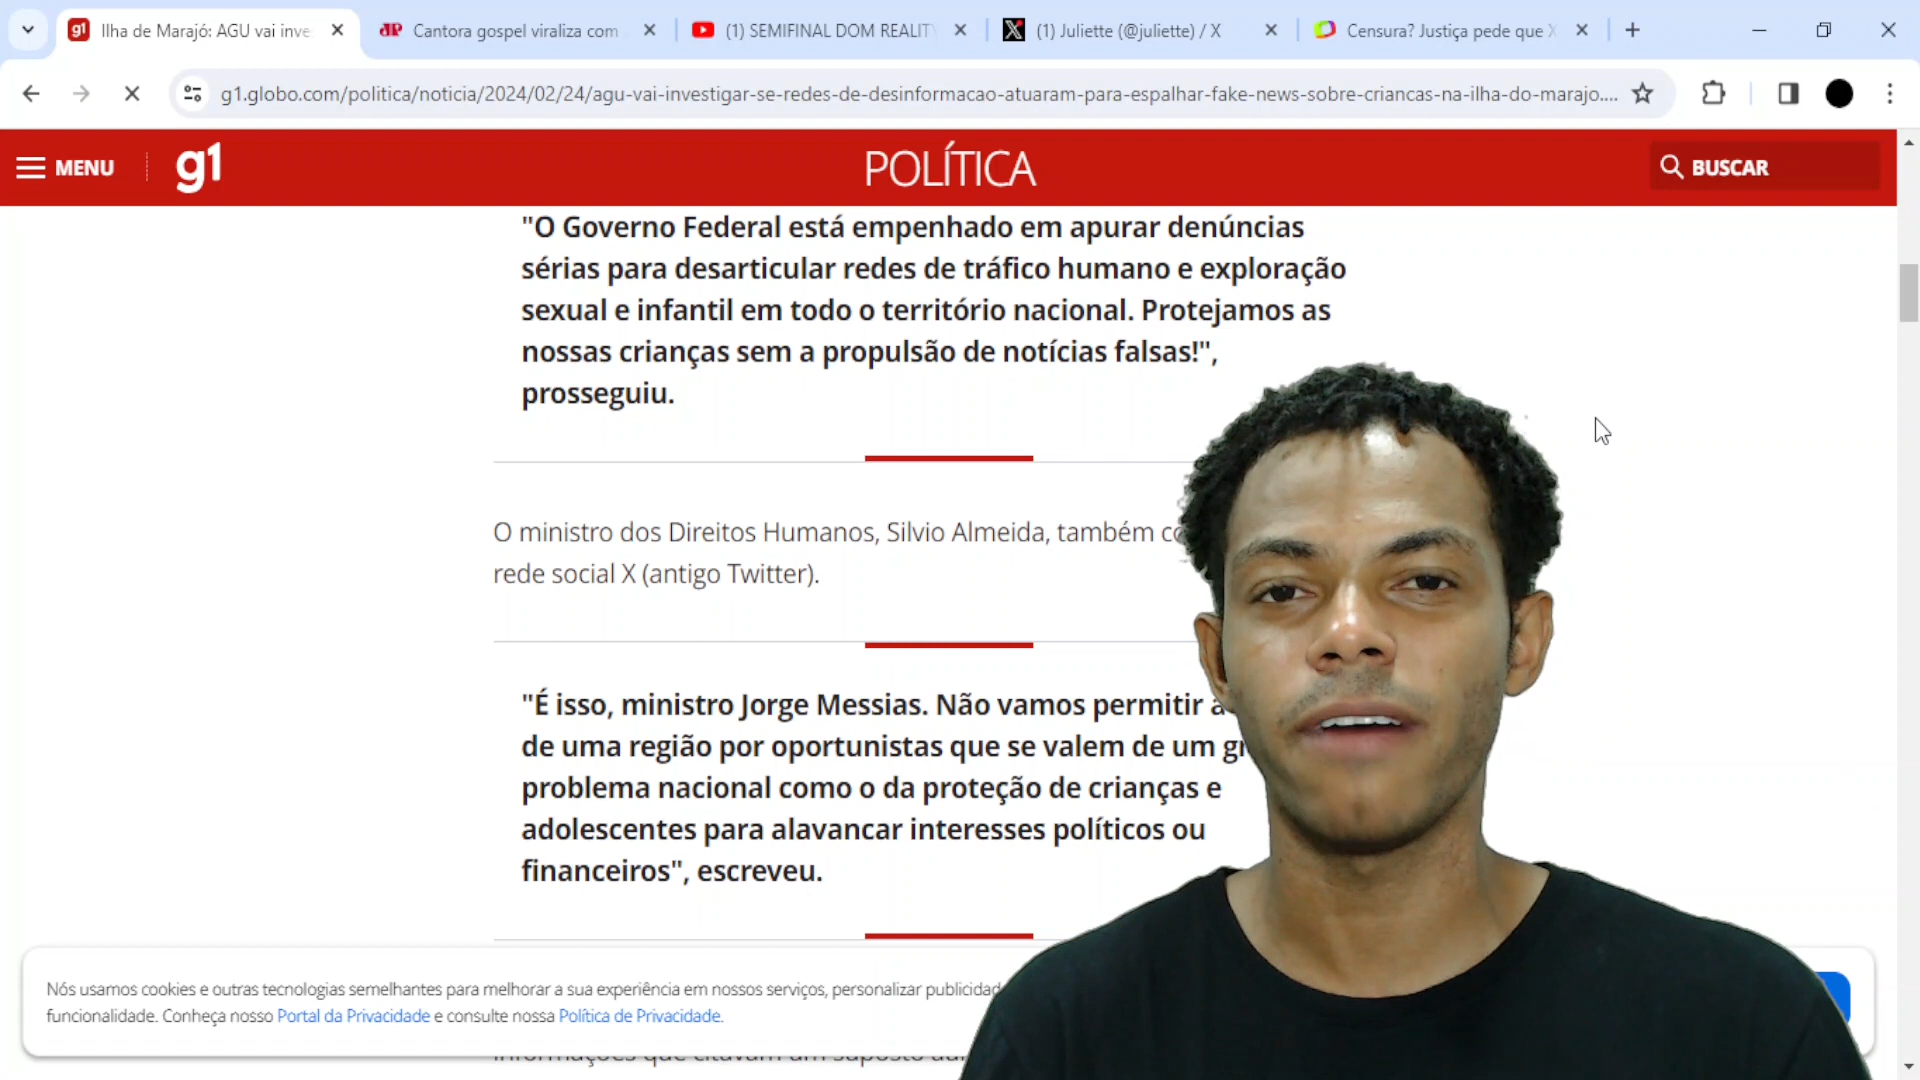 Ilha de Marajó: AGU vai inve
Cantora gospel viraliza com
(1) SEMIFINAL DOM REALIT
(1) Juliette (@juliette) / X
Censura? Justiça pede que X
g1.globo.com/politica/noticia/2024/02/24/agu-vai-investigar-se-redes-de-desinformacao-atuaram-para-espalhar-fake-news-sobre-criancas-na-ilha-do-marajo....
MENU
g1
POLÍTICA
BUSCAR
"O Governo Federal está empenhado em apurar denúncias
sérias para desarticular redes de tráfico humano e exploração
sexual e infantil em todo o território nacional. Protejamos as
nossas crianças sem a propulsão de notícias falsas!",
prosseguiu.
O ministro dos Direitos Humanos, Silvio Almeida, também
rede social X (antigo Twitter).
"É isso, ministro Jorge Messias. Não vamos permitir
de uma região por oportunistas que se valem de um
problema nacional como o da proteção de crianças e
adolescentes para alavancar interesses políticos ou
financeiros", escreveu.
Nós usamos cookies e outras tecnologias semelhantes para melhorar a sua experiência em nossos serviços, personalizar publicidad
funcionalidade. Conheça nosso Portal da Privacidade e consulte nossa Política de Privacidade.